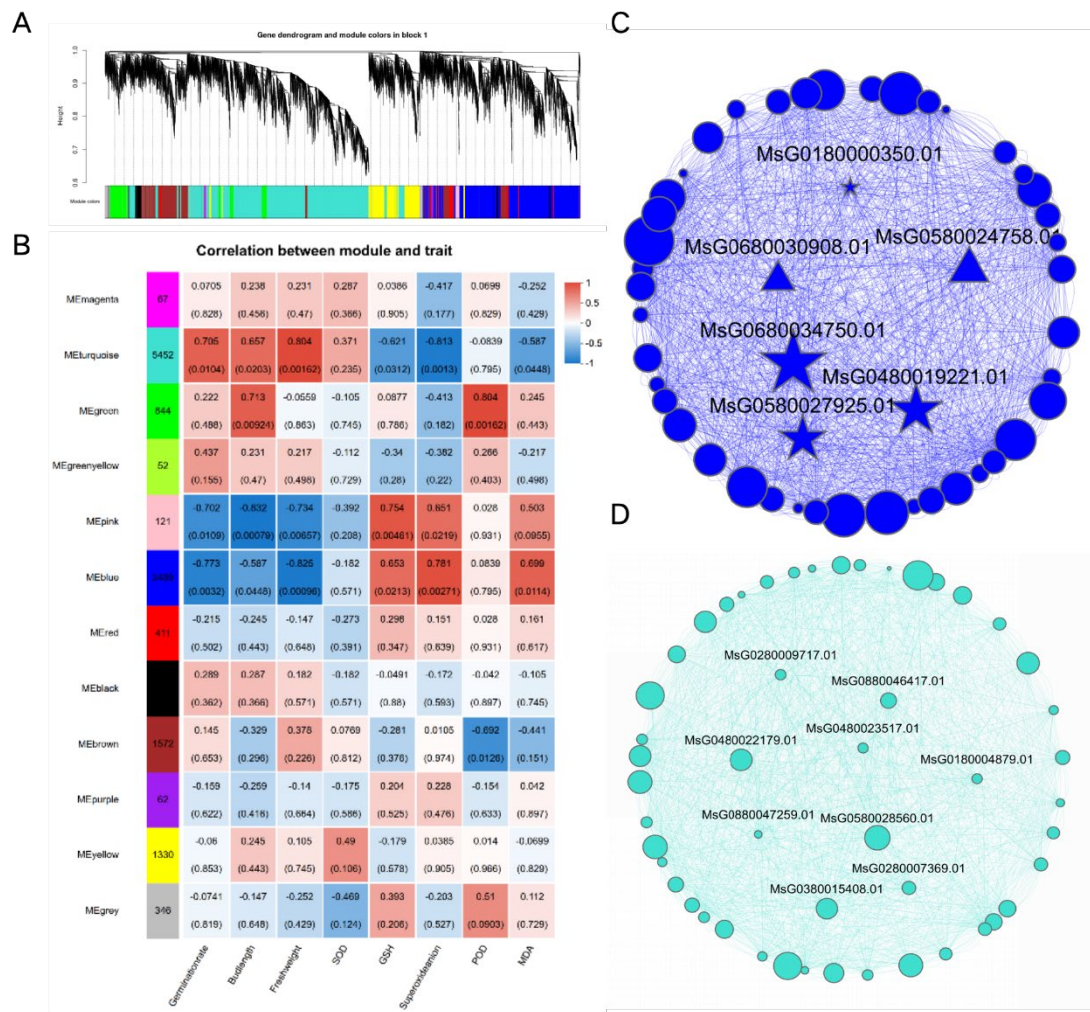 A
Gene dendrogram and module colors in block 1
Height
1.0
0.9
0.8
0.7
0.6
Module colors
B
Correlation between module and trait
MEmagenta 67 0.0705 0.238 0.231 0.287 0.0386 -0.417 0.0699 -0.252
(0.828) (0.456) (0.47) (0.366) (0.905) (0.177) (0.829) (0.429)
MEturquoise 5452 0.705 0.657 0.804 0.371 -0.621 -0.813 -0.0839 -0.587
(0.0104) (0.0203) (0.00162) (0.235) (0.0312) (0.0013) (0.795) (0.0448)
MEgreen 844 0.222 0.713 -0.0559 -0.105 0.0877 -0.413 0.804 0.245
(0.488) (0.00924) (0.863) (0.745) (0.786) (0.182) (0.00162) (0.443)
MEgreenyellow 52 0.437 0.231 0.217 -0.112 -0.34 -0.382 0.266 -0.217
(0.155) (0.47) (0.498) (0.729) (0.28) (0.22) (0.403) (0.498)
MEpink 121 -0.702 -0.832 -0.734 -0.392 0.754 0.651 0.028 0.503
(0.0109) (0.00079) (0.00657) (0.208) (0.00461) (0.0219) (0.931) (0.0955)
MEblue -0.773 -0.587 -0.825 -0.182 0.653 0.781 0.0839 0.699
(0.0032) (0.0448) (0.00096) (0.571) (0.0213) (0.00271) (0.795) (0.0114)
MEred 411 -0.215 -0.245 -0.147 -0.273 0.298 0.151 0.028 0.161
(0.502) (0.443) (0.648) (0.391) (0.347) (0.639) (0.931) (0.617)
MEblack 0.289 0.287 0.182 -0.182 -0.0491 -0.172 -0.042 -0.105
(0.362) (0.366) (0.571) (0.571) (0.88) (0.593) (0.897) (0.745)
MEbrown 1572 0.145 -0.329 0.378 0.0769 -0.281 0.0105 -0.692 -0.441
(0.653) (0.296) (0.226) (0.812) (0.376) (0.974) (0.0126) (0.151)
MEpurple 62 -0.159 -0.259 -0.14 -0.175 0.204 0.228 -0.154 0.042
(0.622) (0.416) (0.664) (0.586) (0.525) (0.476) (0.633) (0.897)
MEyellow 1330 -0.06 0.245 0.105 0.49 -0.179 0.0385 0.014 -0.0699
(0.853) (0.443) (0.745) (0.106) (0.578) (0.905) (0.966) (0.829)
MEgrey 346 -0.0741 -0.147 -0.252 -0.469 0.393 -0.203 0.51 0.112
(0.819) (0.648) (0.429) (0.124) (0.206) (0.527) (0.0903) (0.729)
Germinationrate Budlength Freshweight SOD GSH Superoxideanion POD MDA
1
0.5
0
-0.5
-1
C
MsG0180000350.01
MsG0680030908.01
MsG0580024758.01
MsG0680034750.01
MsG0480019221.01
MsG0580027925.01
D
MsG0280009717.01
MsG0880046417.01
MsG0480023517.01
MsG0480022179.01
MsG0180004879.01
MsG0880047259.01
MsG0580028560.01
MsG0280007369.01
MsG0380015408.01